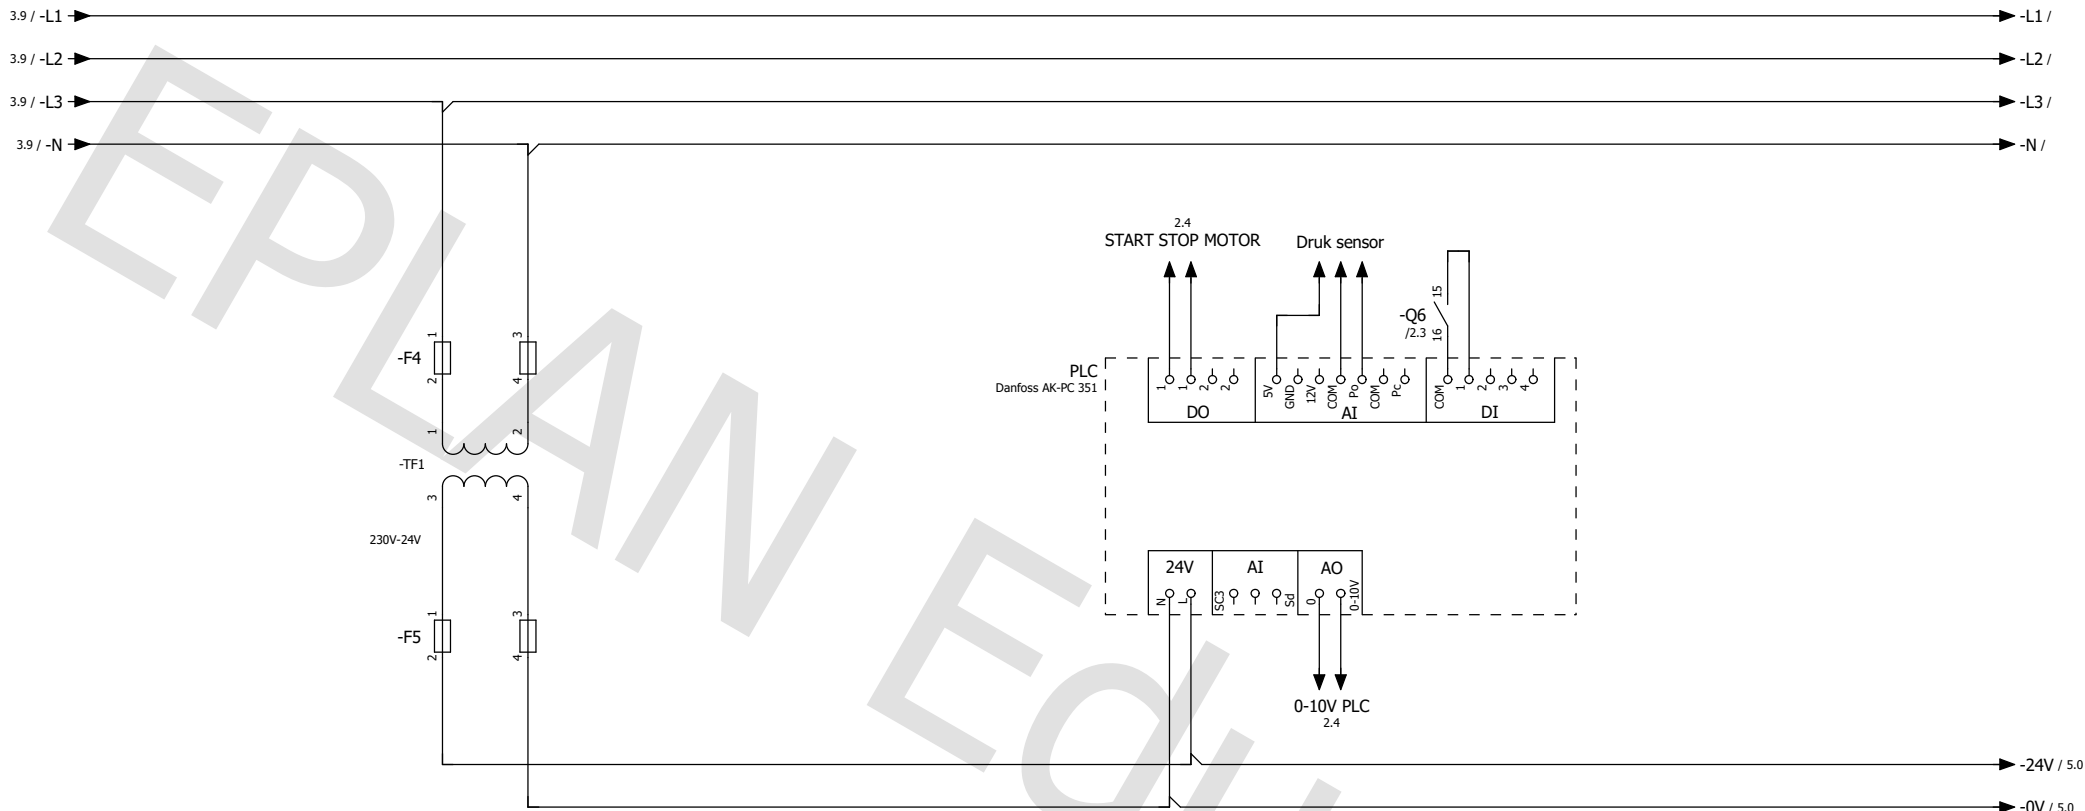 3.9 / -L1
-L1 /
3.9 / -L2
-L2 /
3.9 / -L3
-L3 /
3.9 / -N
-N /
2.4
START STOP MOTOR
Druk sensor
-Q6
/2.3
15
16
-F4
1
2
3
4
PLC
Danfoss AK-PC 351
1
1
2
2
DO
5V
GND
12V
COM
Po
COM
Pc
AI
COM
1
2
3
4
DI
1
2
-TF1
3
4
230V-24V
24V
N
L
AI
SC3
Sd
AO
0
0-10V
-F5
1
2
3
4
0-10V PLC
2.4
-24V / 5.0
-0V / 5.0
EPLAN Edu